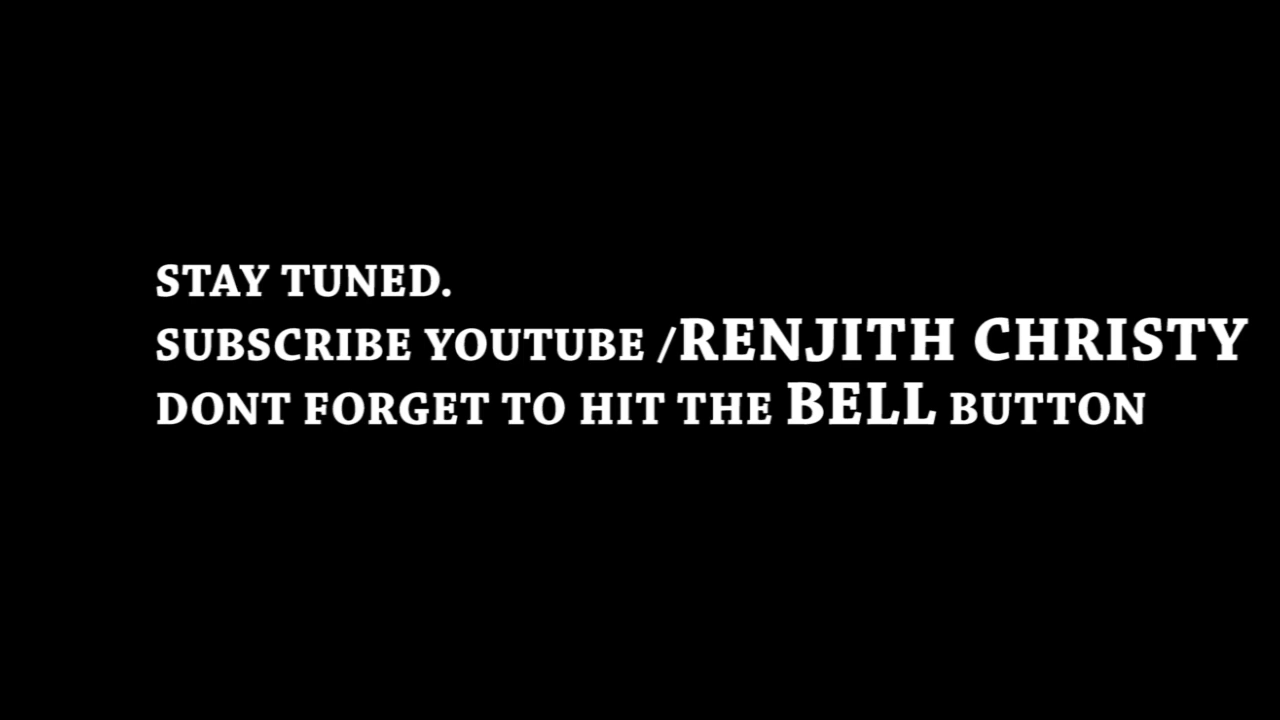 STAY TUNED.
SUBSCRIBE YOUTUBE /RENJITH CHRISTY
DONT FORGET TO HIT THE BELL BUTTON